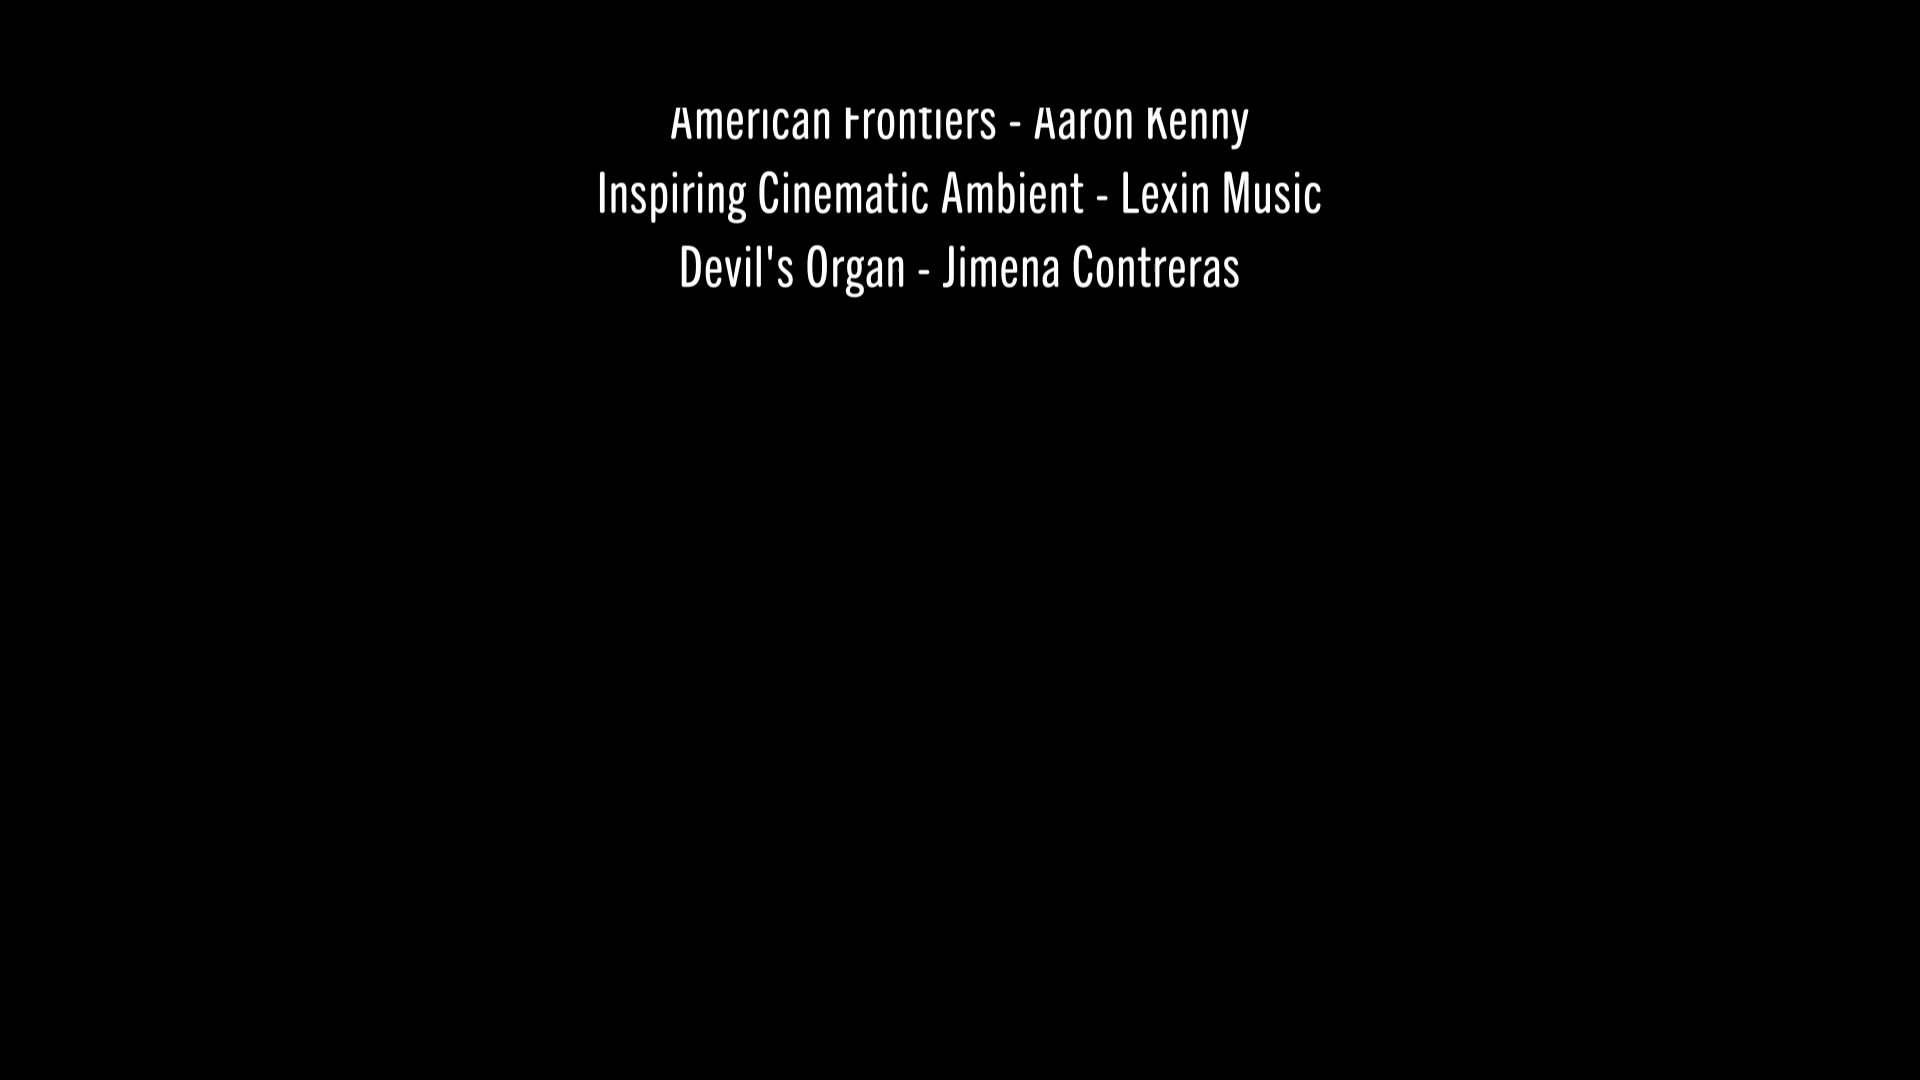 American Frontiers - Aaron Kenny
Inspiring Cinematic Ambient - Lexin Music
Devil's Organ - Jimena Contreras